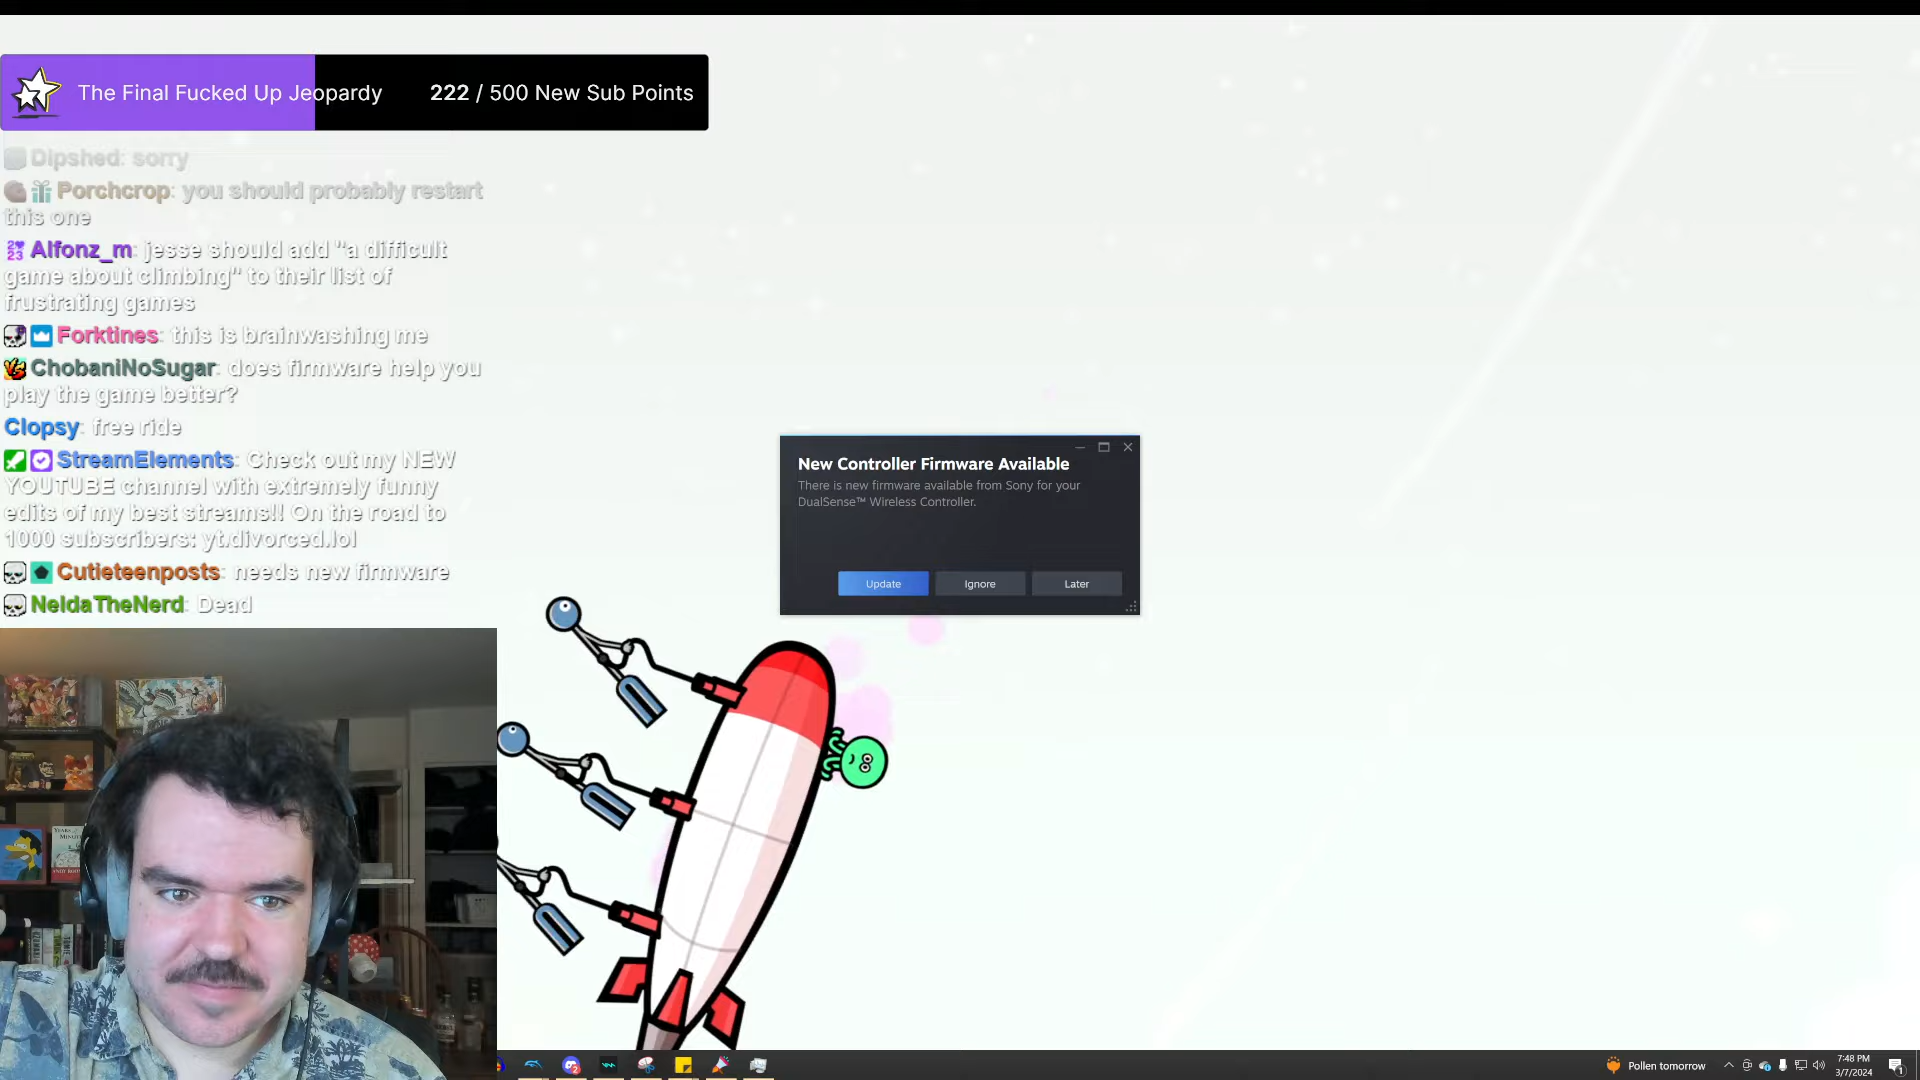 The Final Fucked Up Jeopardy
222 / 500 New Sub Points
Dipshed: sorry
Porchcrop: you should probably restart
this one
Alfonz_m: jesse should add "a difficult
game about climbing" to their list of
frustrating games
Forktines: this is brainwashing me
ChobaniNoSugar: does firmware help you
play the game better?
Clopsy: free ride
StreamElements: Check out my NEW
YOUTUBE channel with extremely funny
edits of my best streams!! On the road to
1000 subscribers: yt.divorced.lol
Cutieteenposts: needs new firmware
NeldaTheNerd: Dead
New Controller Firmware Available
There is new firmware available from Sony for your
DualSense™ Wireless Controller.
Update
Ignore
Later
Pollen tomorrow
7:48 PM
3/7/2024